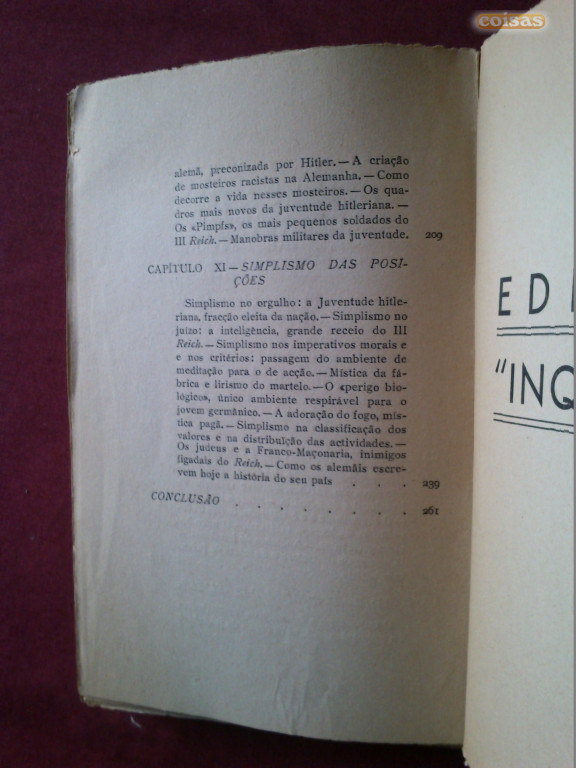 coisas
alemã, preconizada por Hitler.—A criação
de mosteiros racistas na Alemanha.—Como
decorre a vida nesses mosteiros.—Os qua-
dros mais novos da juventude hitleriana.—
Os «Pimpfs», os mais pequenos soldados do
III Reich.—Manobras militares da juventude. 209
CAPÍTULO XI—SIMPLISMO DAS POSI-
ÇÕES
Simplismo no orgulho: a Juventude hitle-
riana, fracção eleita da nação.—Simplismo no
juízo: a inteligência, grande receio do III
Reich.—Simplismo nos imperativos morais e
e nos critérios: passagem do ambiente de
meditação para o de acção.—Mística da fá-
brica e lirismo do martelo.—O «perigo bio-
lógico», único ambiente respirável para o
jovem germânico.—A adoração do fogo, mís-
tica pagã.—Simplismo na classificação dos
valores e na distribuïção das actividades.—
Os judeus e a Franco-Maçonaria, inimigos
figadais do Reich.—Como os alemãis escre-
vem hoje a história do seu país . . . 239
CONCLUSÃO . . . . . . . . 261
EDI
"INQ